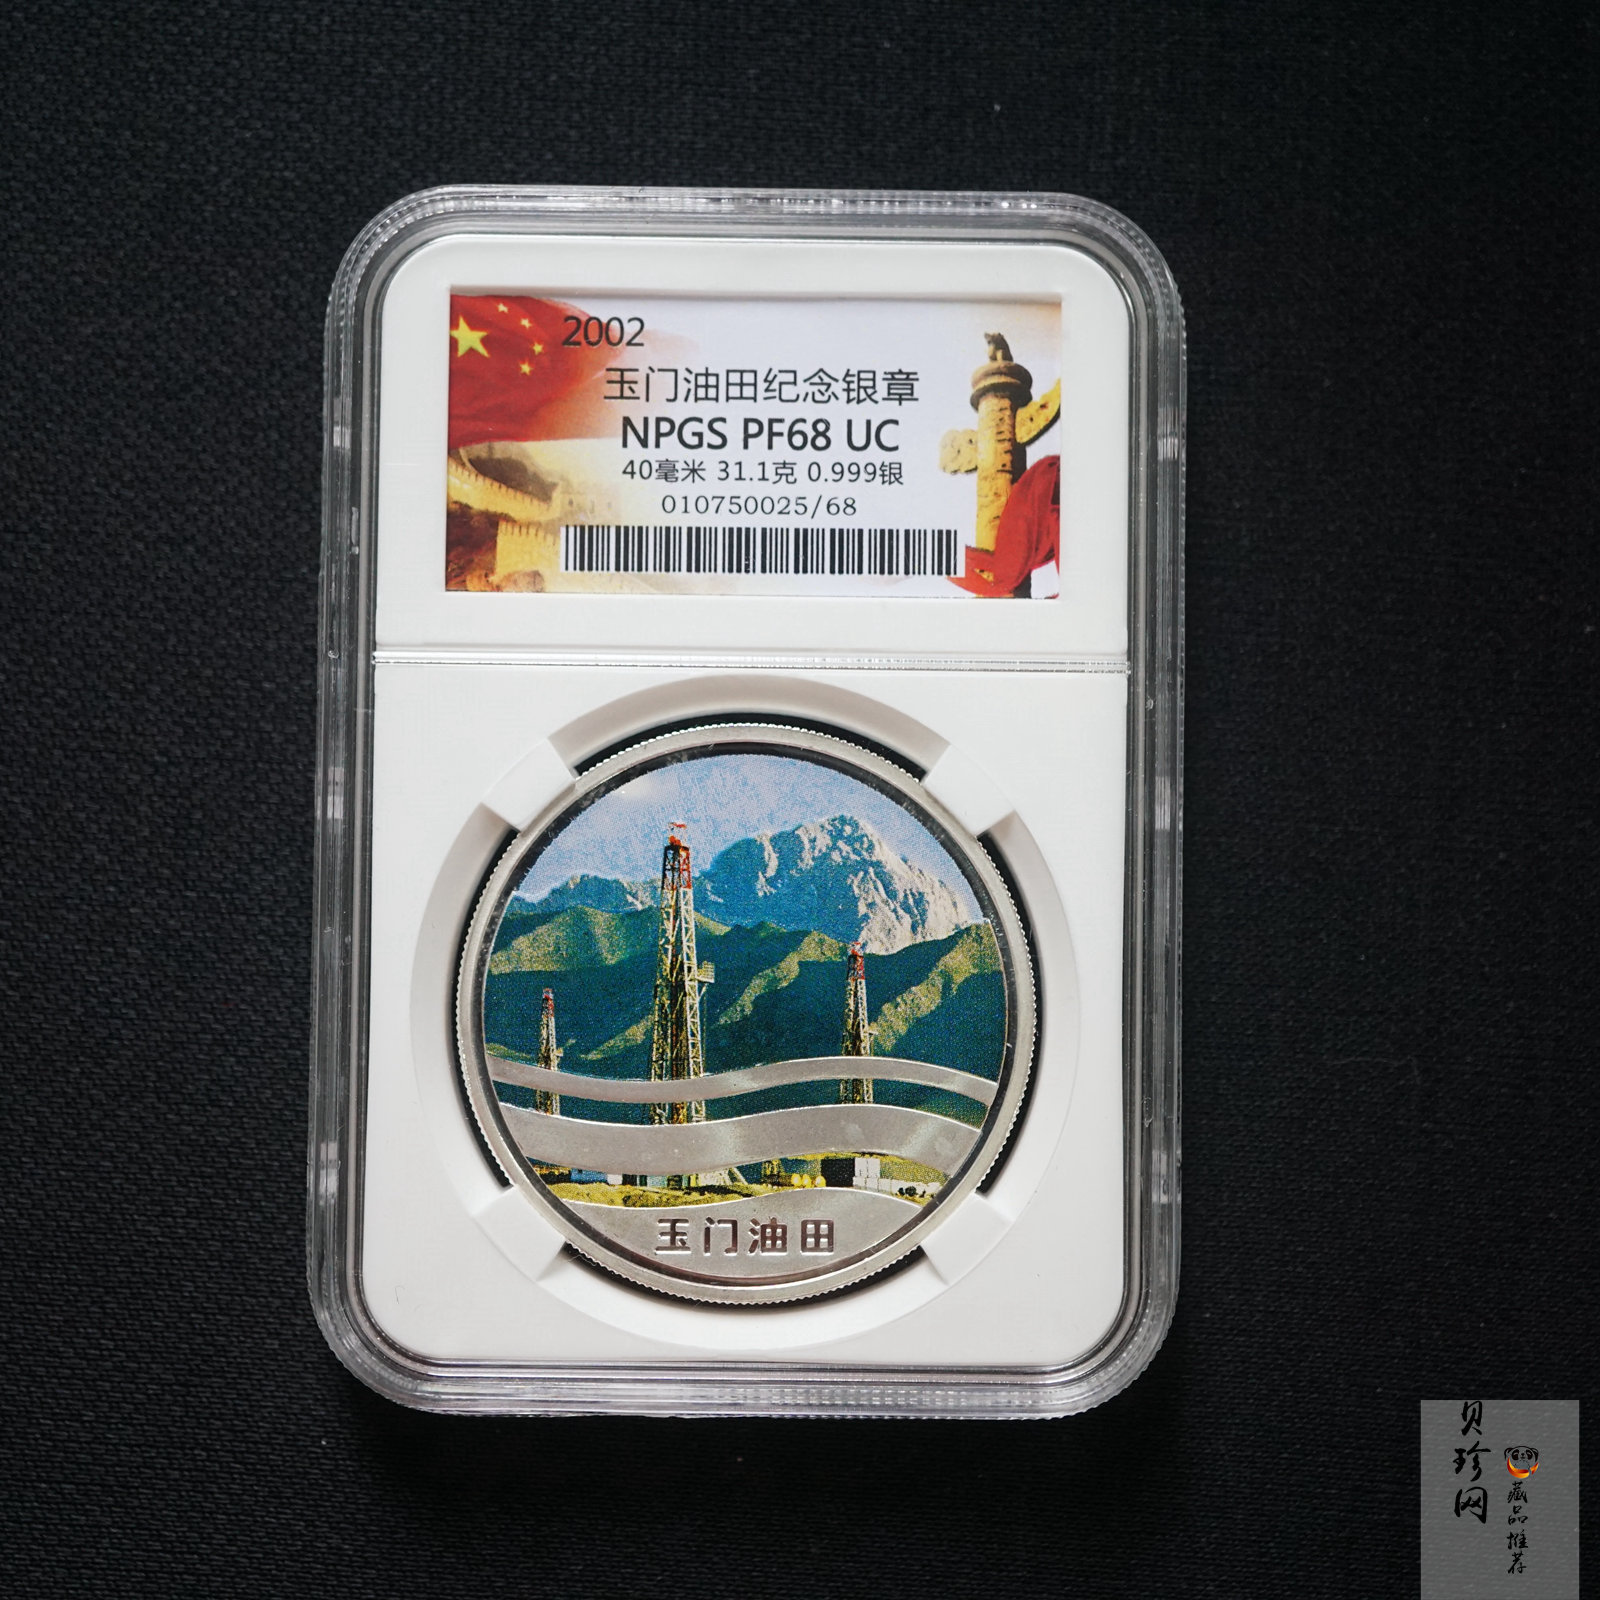 2002
玉门油田纪念银章
NPGS PF68 UC
40毫米 31.1克 0.999银
010750025/68
玉门油田
贝珍网
藏品推荐